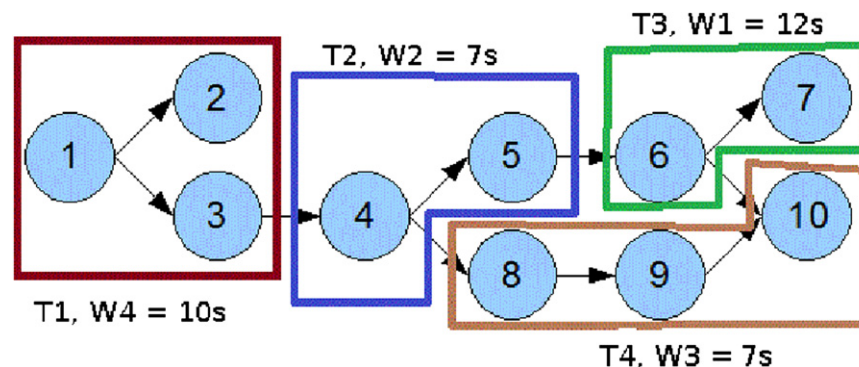 T3, W1 = 12s
T2, W2 = 7s
2
7
1
5
6
3
4
10
8
9
T1, W4 = 10s
T4, W3 = 7s